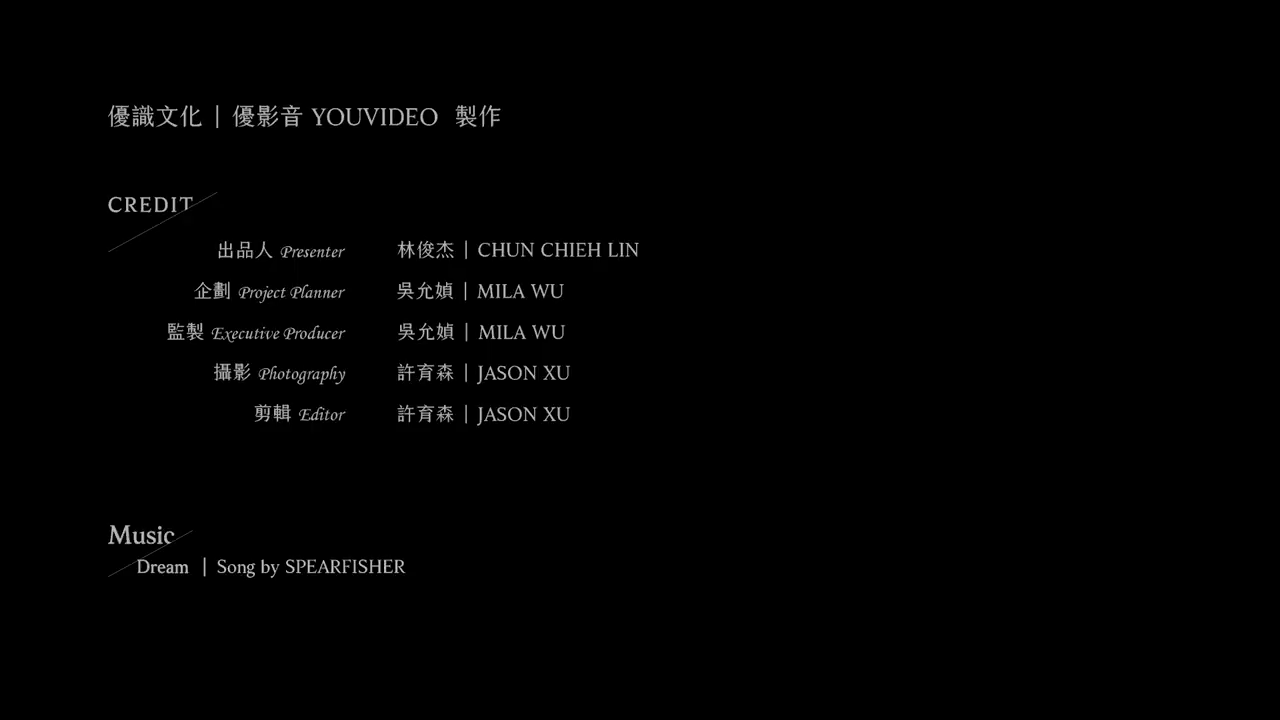 優識文化 | 優影音 YOUVIDEO 製作
CREDIT
出品人 Presenter 林俊杰 | CHUN CHIEH LIN
企劃 Project Planner 吳允媜 | MILA WU
監製 Executive Producer 吳允媜 | MILA WU
攝影 Photography 許育森 | JASON XU
剪輯 Editor 許育森 | JASON XU
Music
Dream | Song by SPEARFISHER